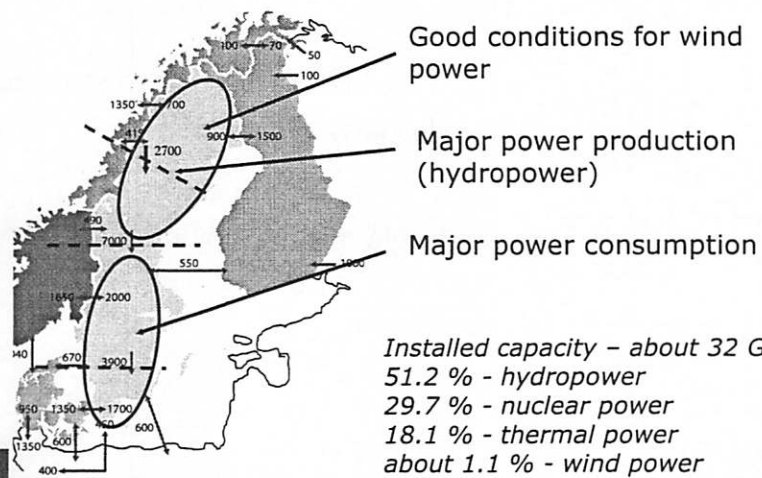 Good conditions for wind
power
Major power production
(hydropower)
Major power consumption
Installed capacity – about 32 G
51.2 % - hydropower
29.7 % - nuclear power
18.1 % - thermal power
about 1.1 % - wind power
100 70
50
100
1350 700
415
2700
900 1500
7000
550
1650 2000
670 3900
1350 1700
600
600
1350
400